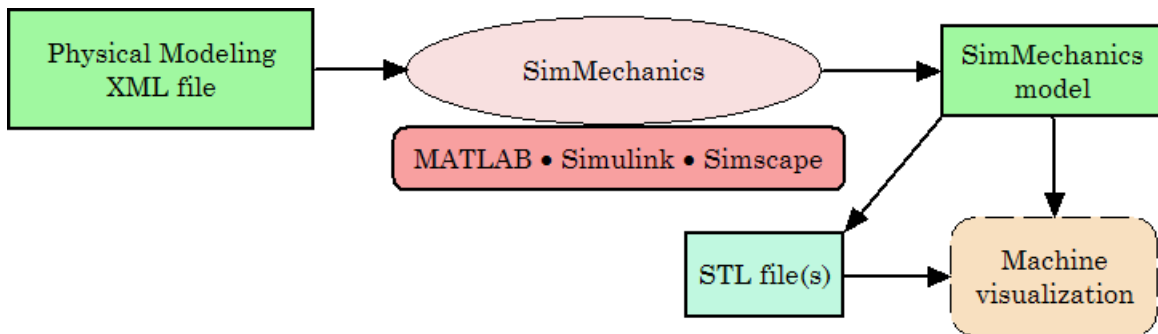 Physical Modeling
XML file
SimMechanics
SimMechanics
model
MATLAB • Simulink • Simscape
STL file(s)
Machine
visualization